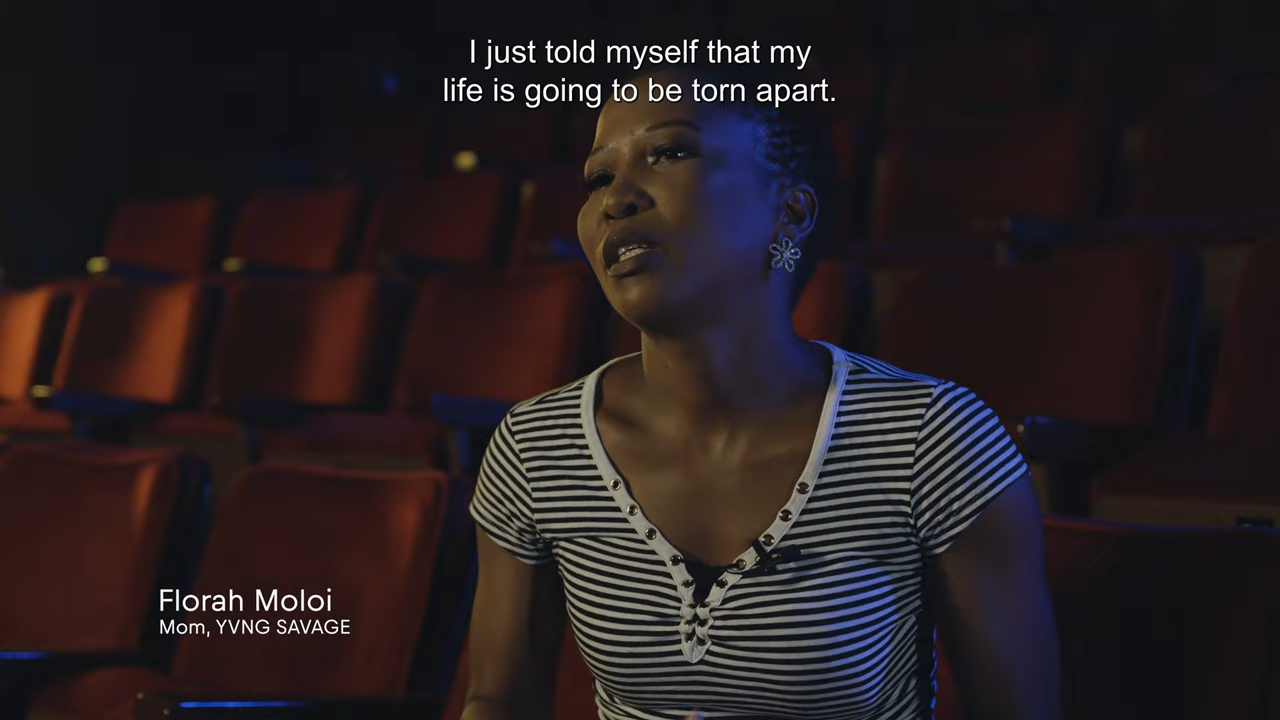 I just told myself that my
life is going to be torn apart.
Florah Moloi
Mom, YVNG SAVAGE